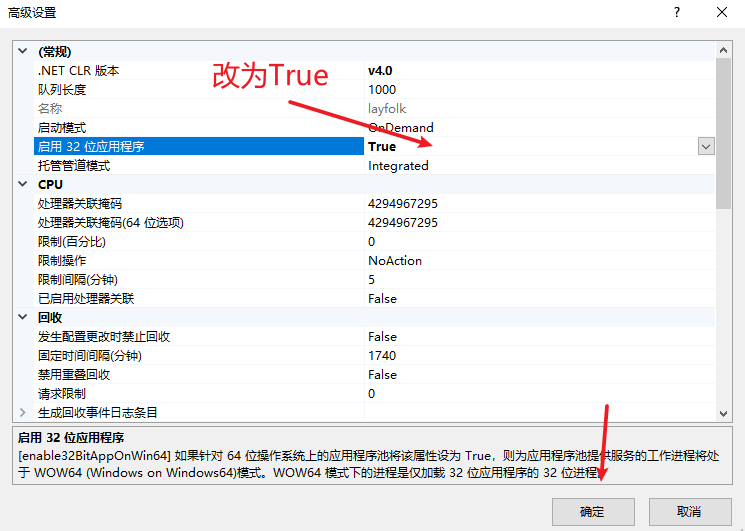 高级设置
(常规)
.NET CLR 版本 v4.0
队列长度 1000
名称 layfolk
启动模式 OnDemand
启用 32 位应用程序 True
托管管道模式 Integrated
改为True
CPU
处理器关联掩码 4294967295
处理器关联掩码(64 位选项) 4294967295
限制(百分比) 0
限制操作 NoAction
限制间隔(分钟) 5
已启用处理器关联 False
回收
发生配置更改时禁止回收 False
固定时间间隔(分钟) 1740
禁用重叠回收 False
请求限制 0
生成回收事件日志条目
启用 32 位应用程序
[enable32BitAppOnWin64] 如果针对 64 位操作系统上的应用程序池将该属性设为 True，则为应用程序池提供服务的工作进程将处
于 WOW64 (Windows on Windows64)模式。WOW64 模式下的进程是仅加载 32 位应用程序的 32 位进程。
确定 取消